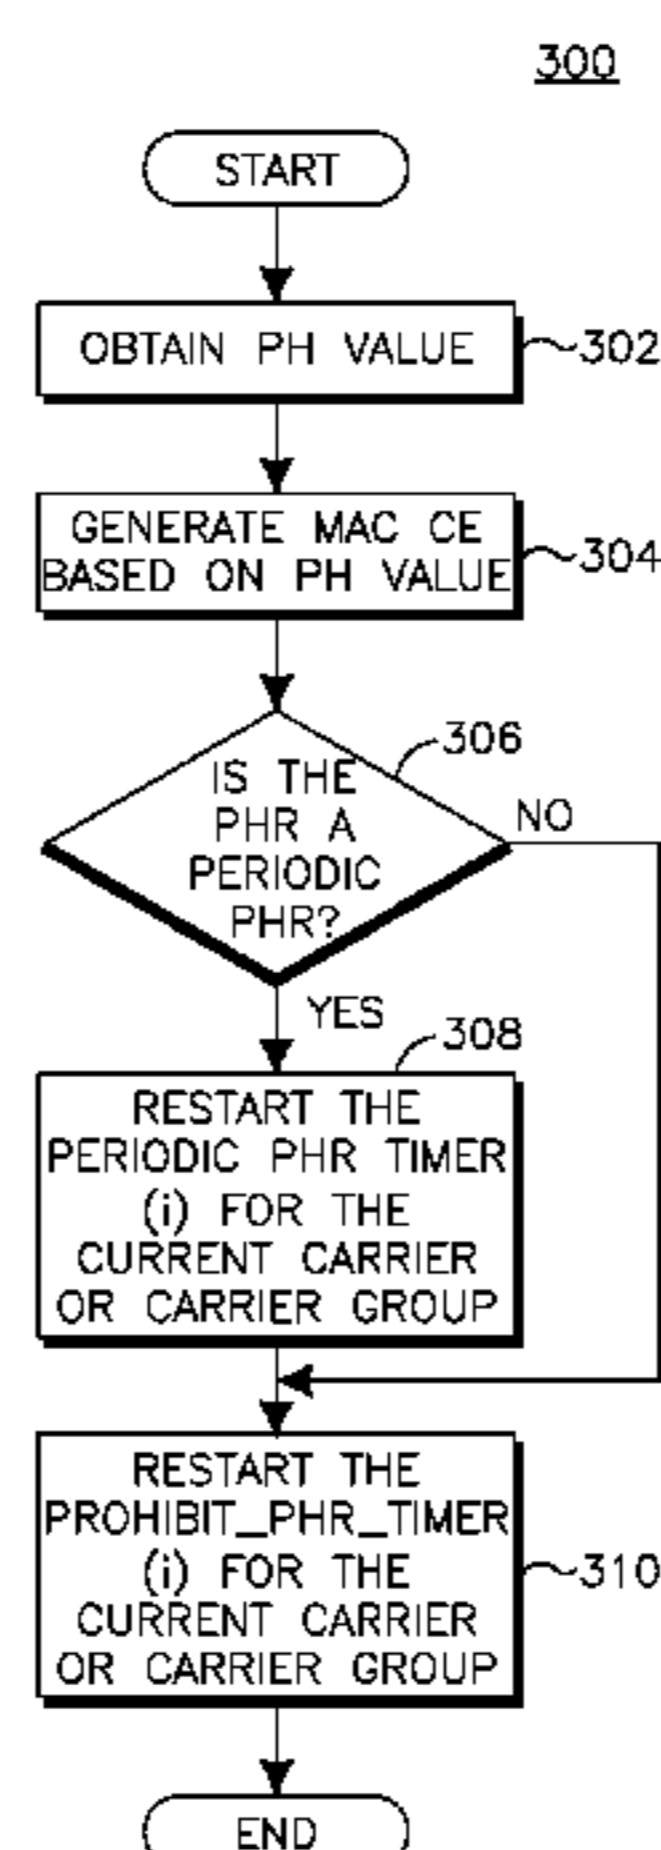 300
START
OBTAIN PH VALUE
302
GENERATE MAC CE
BASED ON PH VALUE
304
306
IS THE
PHR A
PERIODIC
PHR?
NO
YES
308
RESTART THE
PERIODIC PHR TIMER
(i) FOR THE
CURRENT CARRIER
OR CARRIER GROUP
RESTART THE
PROHIBIT_PHR_TIMER
(i) FOR THE
CURRENT CARRIER
OR CARRIER GROUP
310
END